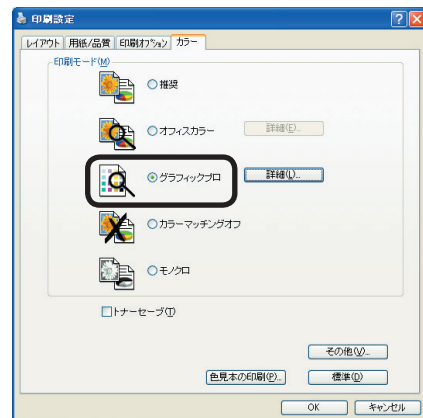 印刷設定
レイアウト 用紙/品質 印刷オプション カラー
印刷モード(M)
推奨
オフィスカラー 詳細(E)...
グラフィックプロ 詳細(L)...
カラーマッチングオフ
モノクロ
トナーセーブ(T)
その他(V)...
色見本の印刷(P)... 標準(D)
OK キャンセル